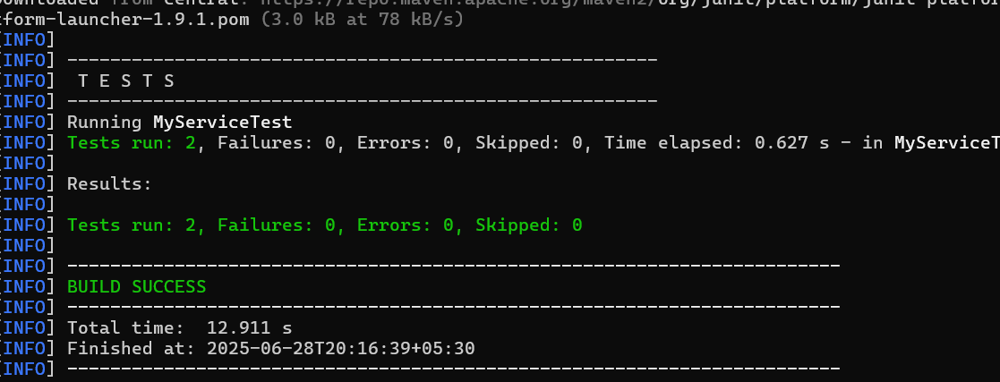 Downloaded from central: https://repo.maven.apache.org/maven2/org/junit/platform/junit-platfor
tform-launcher-1.9.1.pom (3.0 kB at 78 kB/s)
[INFO]
[INFO] -------------------------------------------------------
[INFO]  T E S T S
[INFO] -------------------------------------------------------
[INFO] Running MyServiceTest
[INFO] Tests run: 2, Failures: 0, Errors: 0, Skipped: 0, Time elapsed: 0.627 s - in MyServiceT
[INFO]
[INFO] Results:
[INFO]
[INFO] Tests run: 2, Failures: 0, Errors: 0, Skipped: 0
[INFO]
[INFO] ------------------------------------------------------------------------
[INFO] BUILD SUCCESS
[INFO] ------------------------------------------------------------------------
[INFO] Total time:  12.911 s
[INFO] Finished at: 2025-06-28T20:16:39+05:30
[INFO] ------------------------------------------------------------------------